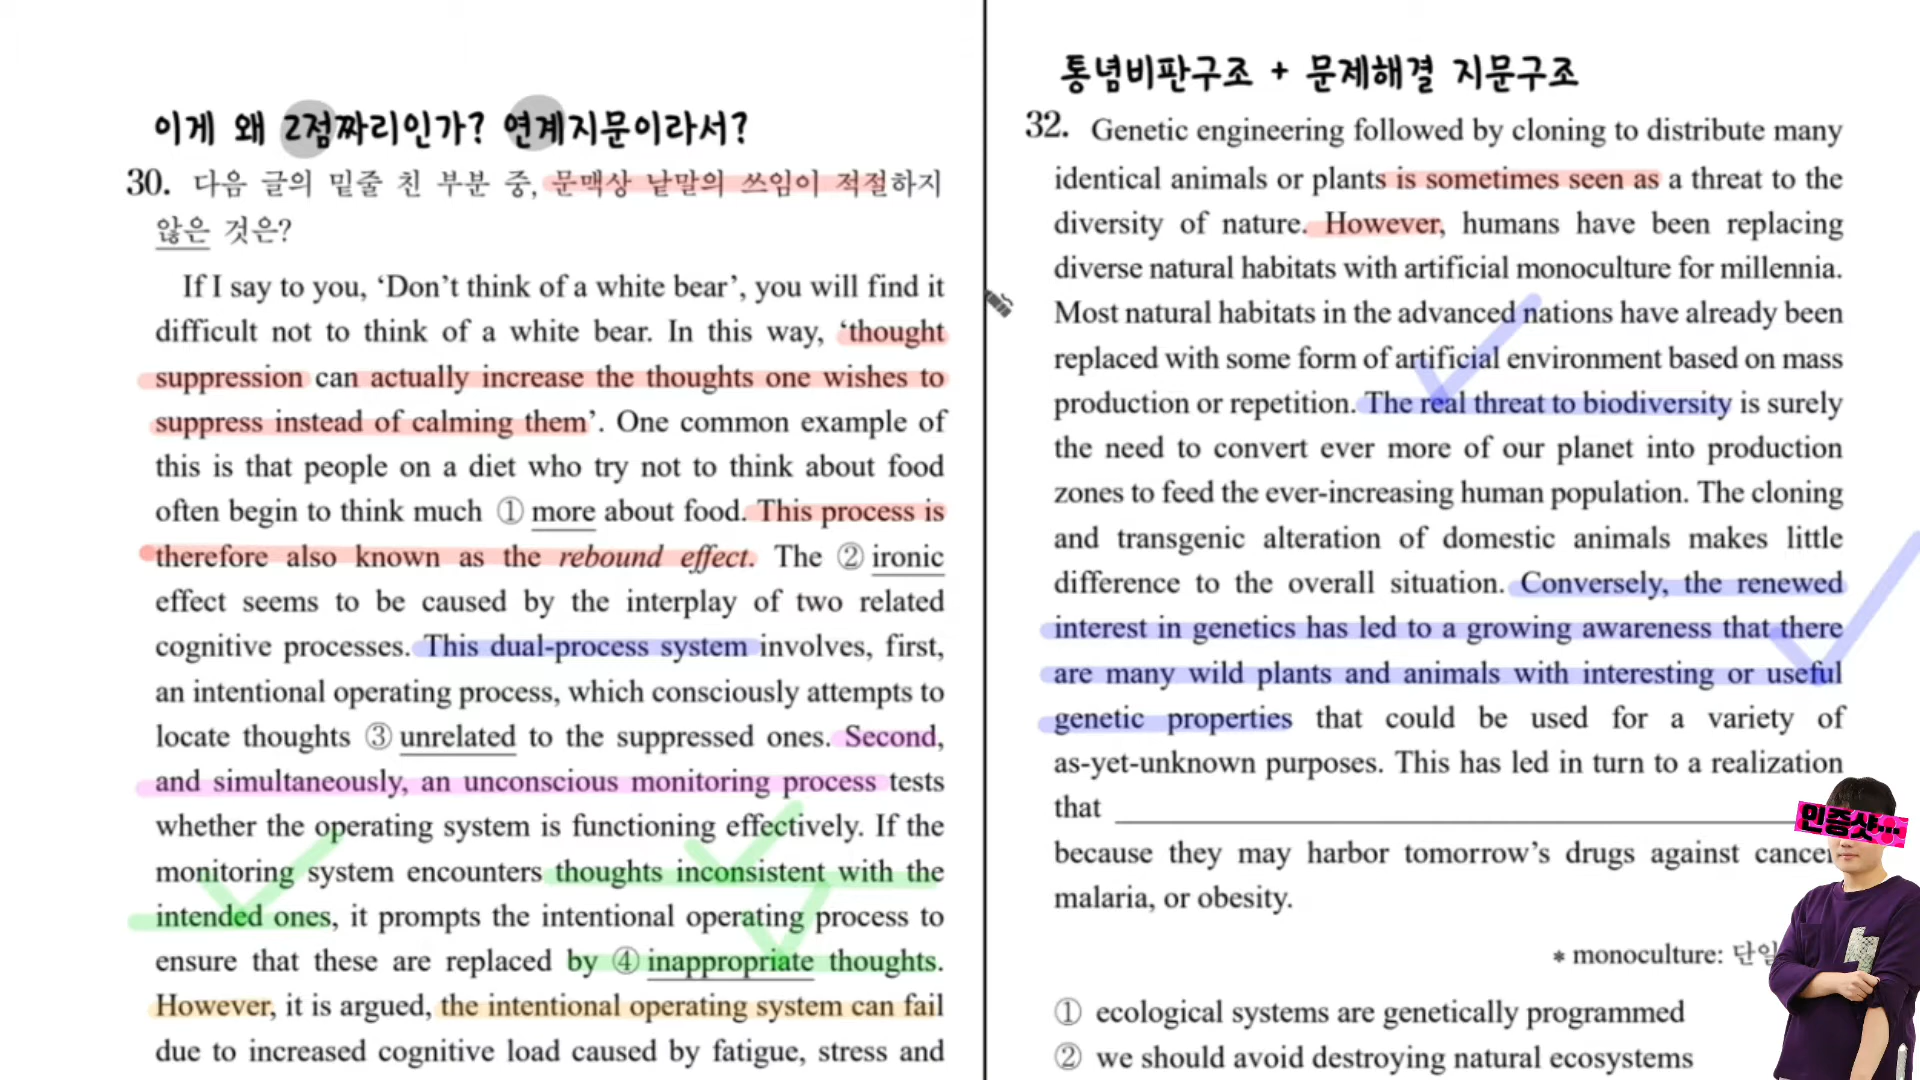 이게 왜 2점짜리인가? 연계지문이라서?
30. 다음 글의 밑줄 친 부분 중, 문맥상 낱말의 쓰임이 적절하지
않은 것은?
If I say to you, ‘Don’t think of a white bear’, you will find it
difficult not to think of a white bear. In this way, ‘thought
suppression can actually increase the thoughts one wishes to
suppress instead of calming them’. One common example of
this is that people on a diet who try not to think about food
often begin to think much ① more about food. This process is
therefore also known as the rebound effect. The ② ironic
effect seems to be caused by the interplay of two related
cognitive processes. This dual-process system involves, first,
an intentional operating process, which consciously attempts to
locate thoughts ③ unrelated to the suppressed ones. Second,
and simultaneously, an unconscious monitoring process tests
whether the operating system is functioning effectively. If the
monitoring system encounters thoughts inconsistent with the
intended ones, it prompts the intentional operating process to
ensure that these are replaced by ④ inappropriate thoughts.
However, it is argued, the intentional operating system can fail
due to increased cognitive load caused by fatigue, stress and
통념비판구조 + 문제해결 지문구조
32. Genetic engineering followed by cloning to distribute many
identical animals or plants is sometimes seen as a threat to the
diversity of nature. However, humans have been replacing
diverse natural habitats with artificial monoculture for millennia.
Most natural habitats in the advanced nations have already been
replaced with some form of artificial environment based on mass
production or repetition. The real threat to biodiversity is surely
the need to convert ever more of our planet into production
zones to feed the ever-increasing human population. The cloning
and transgenic alteration of domestic animals makes little
difference to the overall situation. Conversely, the renewed
interest in genetics has led to a growing awareness that there
are many wild plants and animals with interesting or useful
genetic properties that could be used for a variety of
as-yet-unknown purposes. This has led in turn to a realization
that
because they may harbor tomorrow’s drugs against cancer
malaria, or obesity.
* monoculture: 단일
① ecological systems are genetically programmed
② we should avoid destroying natural ecosystems
인증샷...